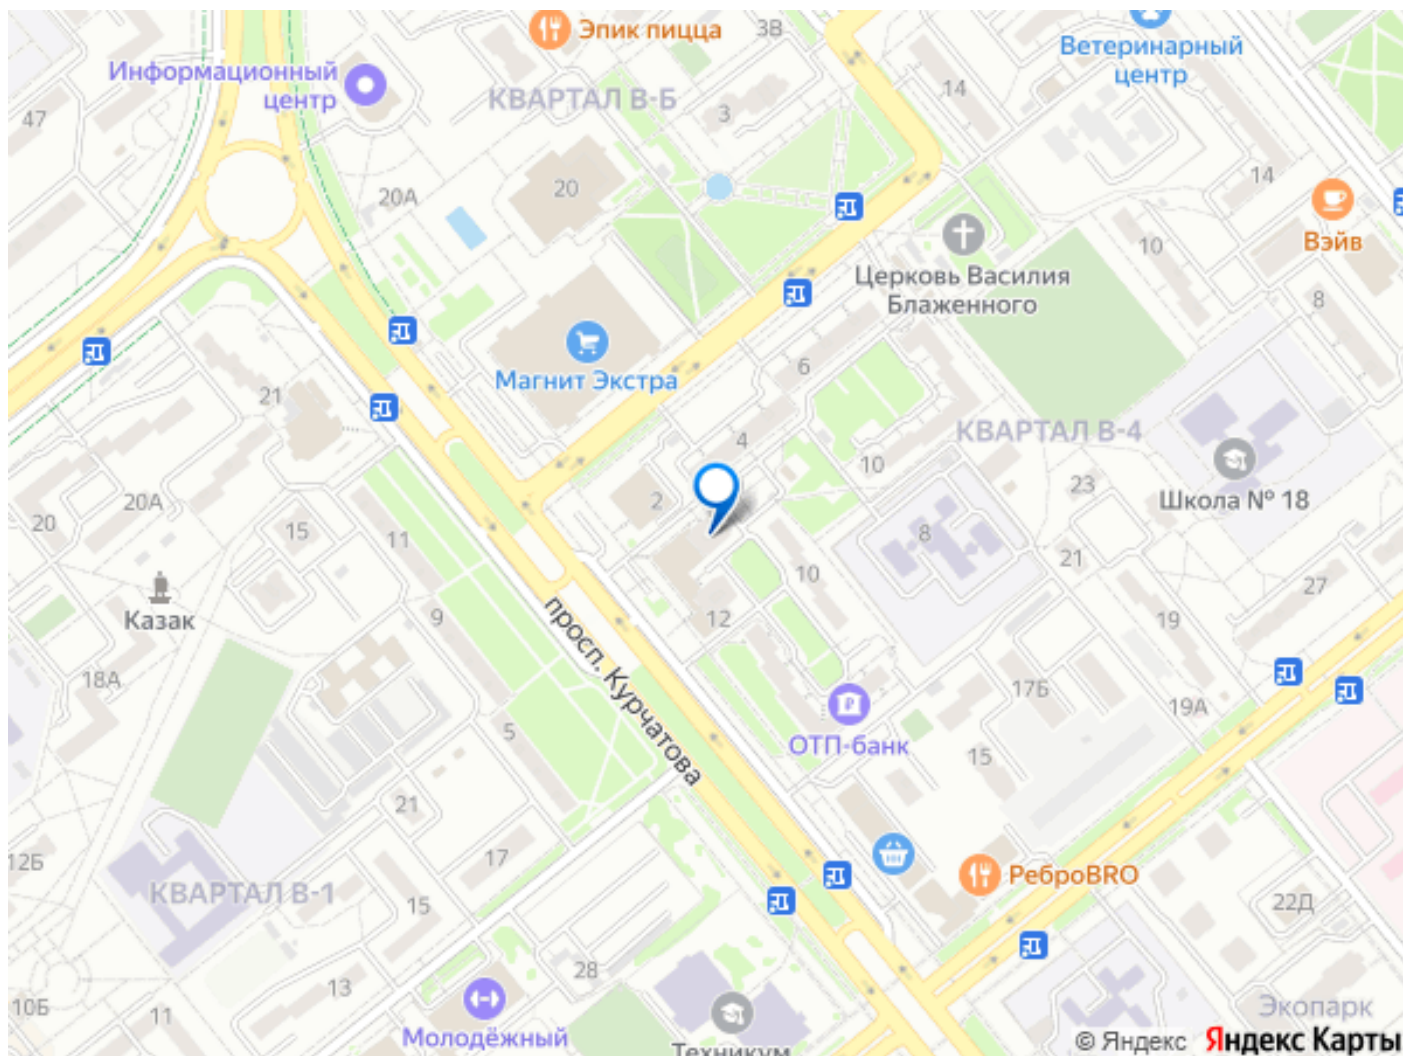 Эпик пицца
3В
Ветеринарный
центр
Информационный
центр
КВАРТАЛ В-Б
14
47
3
20А
20
14
10
Вэйв
Церковь Василия
Блаженного
8
Магнит Экстра
6
21
4
КВАРТАЛ В-4
10
23
Школа № 18
20А
2
20
15
11
8
21
10
27
Казак
9
12
19
просп. Курчатова
18А
17Б
19А
5
ОТП-банк
15
21
17
12Б
РеброBRO
КВАРТАЛ В-1
15
22Д
28
13
10Б
11
Экопарк
Молодёжный
Техникум
© Яндекс Яндекс Карты